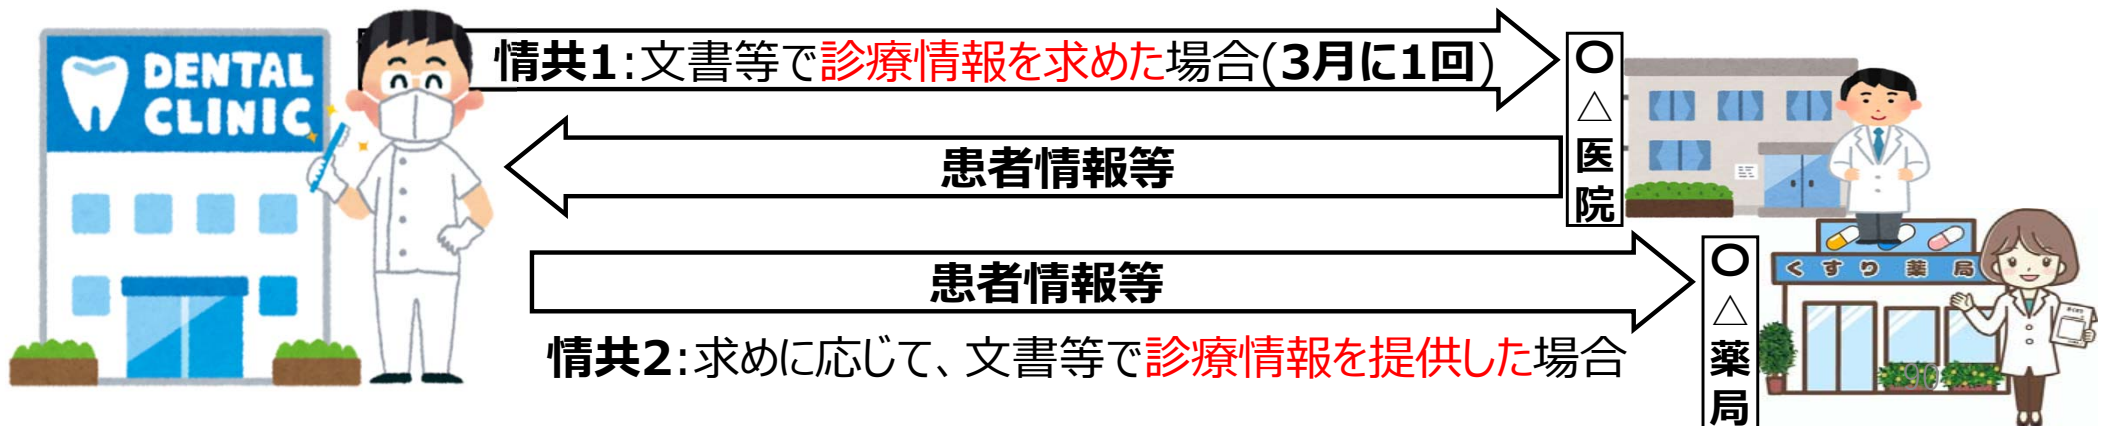 DENTAL
CLINIC
情共1:文書等で診療情報を求めた場合(3月に1回)
患者情報等
〇△医院
患者情報等
情共2:求めに応じて、文書等で診療情報を提供した場合
〇△薬局
くすり薬局
90